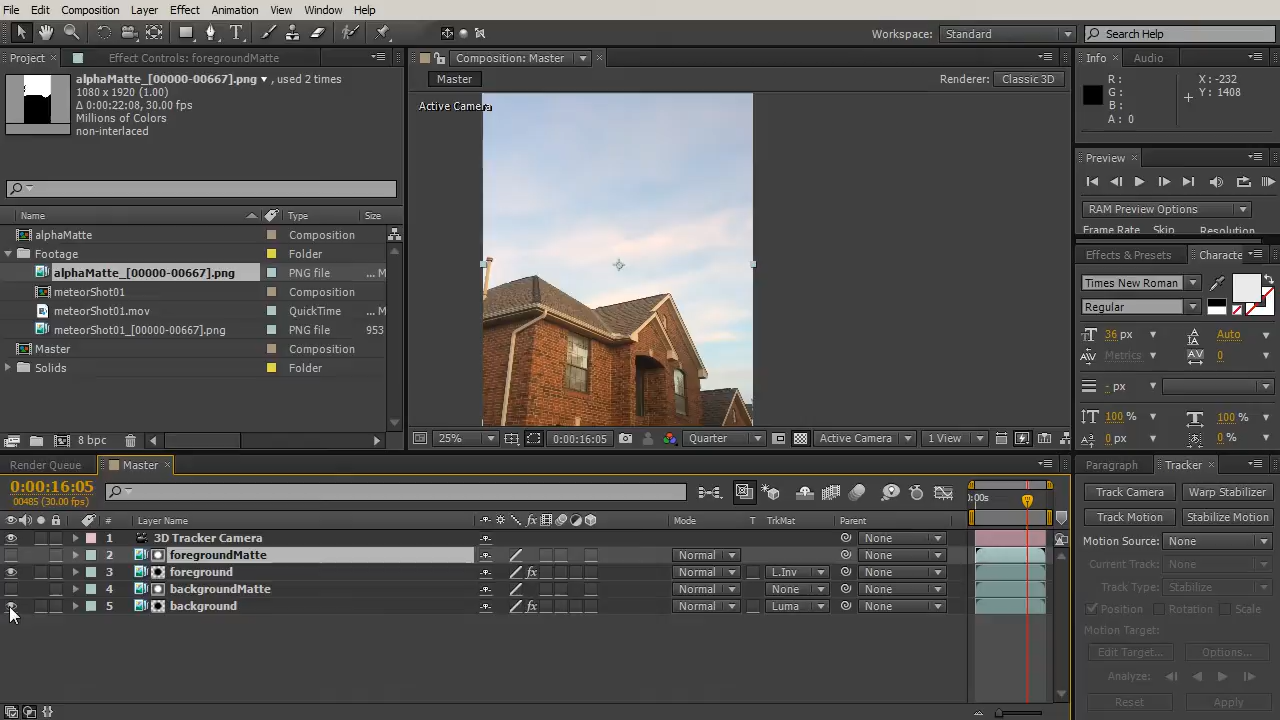 File Edit Composition Layer Effect Animation View Window Help
Workspace: Standard Search Help
Project Effect Controls: foregroundMatte
alphaMatte_[00000-00667].png , used 2 times
1080 x 1920 (1.00)
Δ 0:00:22:08, 30.00 fps
Millions of Colors
non-interlaced
Name Type Size
alphaMatte Composition
Footage Folder
alphaMatte_[00000-00667].png PNG file ... M
meteorShot01 Composition
meteorShot01.mov QuickTime ... M
meteorShot01_[00000-00667].png PNG file 953
Master Composition
Solids Folder
8 bpc
Composition: Master
Master
Renderer: Classic 3D
Active Camera
25% 0:00:16:05 Quarter Active Camera 1 View
Info Audio
R : X : -232
G : Y : 1408
B :
A : 0
Preview
RAM Preview Options
Frame Rate Skip Resolution
Effects & Presets Characte
Times New Roman
Regular
36 px Auto
Metrics 0
- px
100 % 100 %
0 px 0 %
Render Queue Master
0:00:16:05
00485 (30.00 fps)
# Layer Name Mode T TrkMat Parent
1 3D Tracker Camera None
2 foregroundMatte Normal None
3 foreground Normal L.Inv None
4 backgroundMatte Normal None None
5 background Normal Luma None
):00s
Paragraph Tracker
Track Camera Warp Stabilizer
Track Motion Stabilize Motion
Motion Source: None
Current Track: None
Track Type: Stabilize
Position Rotation Scale
Motion Target:
Edit Target... Options...
Analyze:
Reset Apply